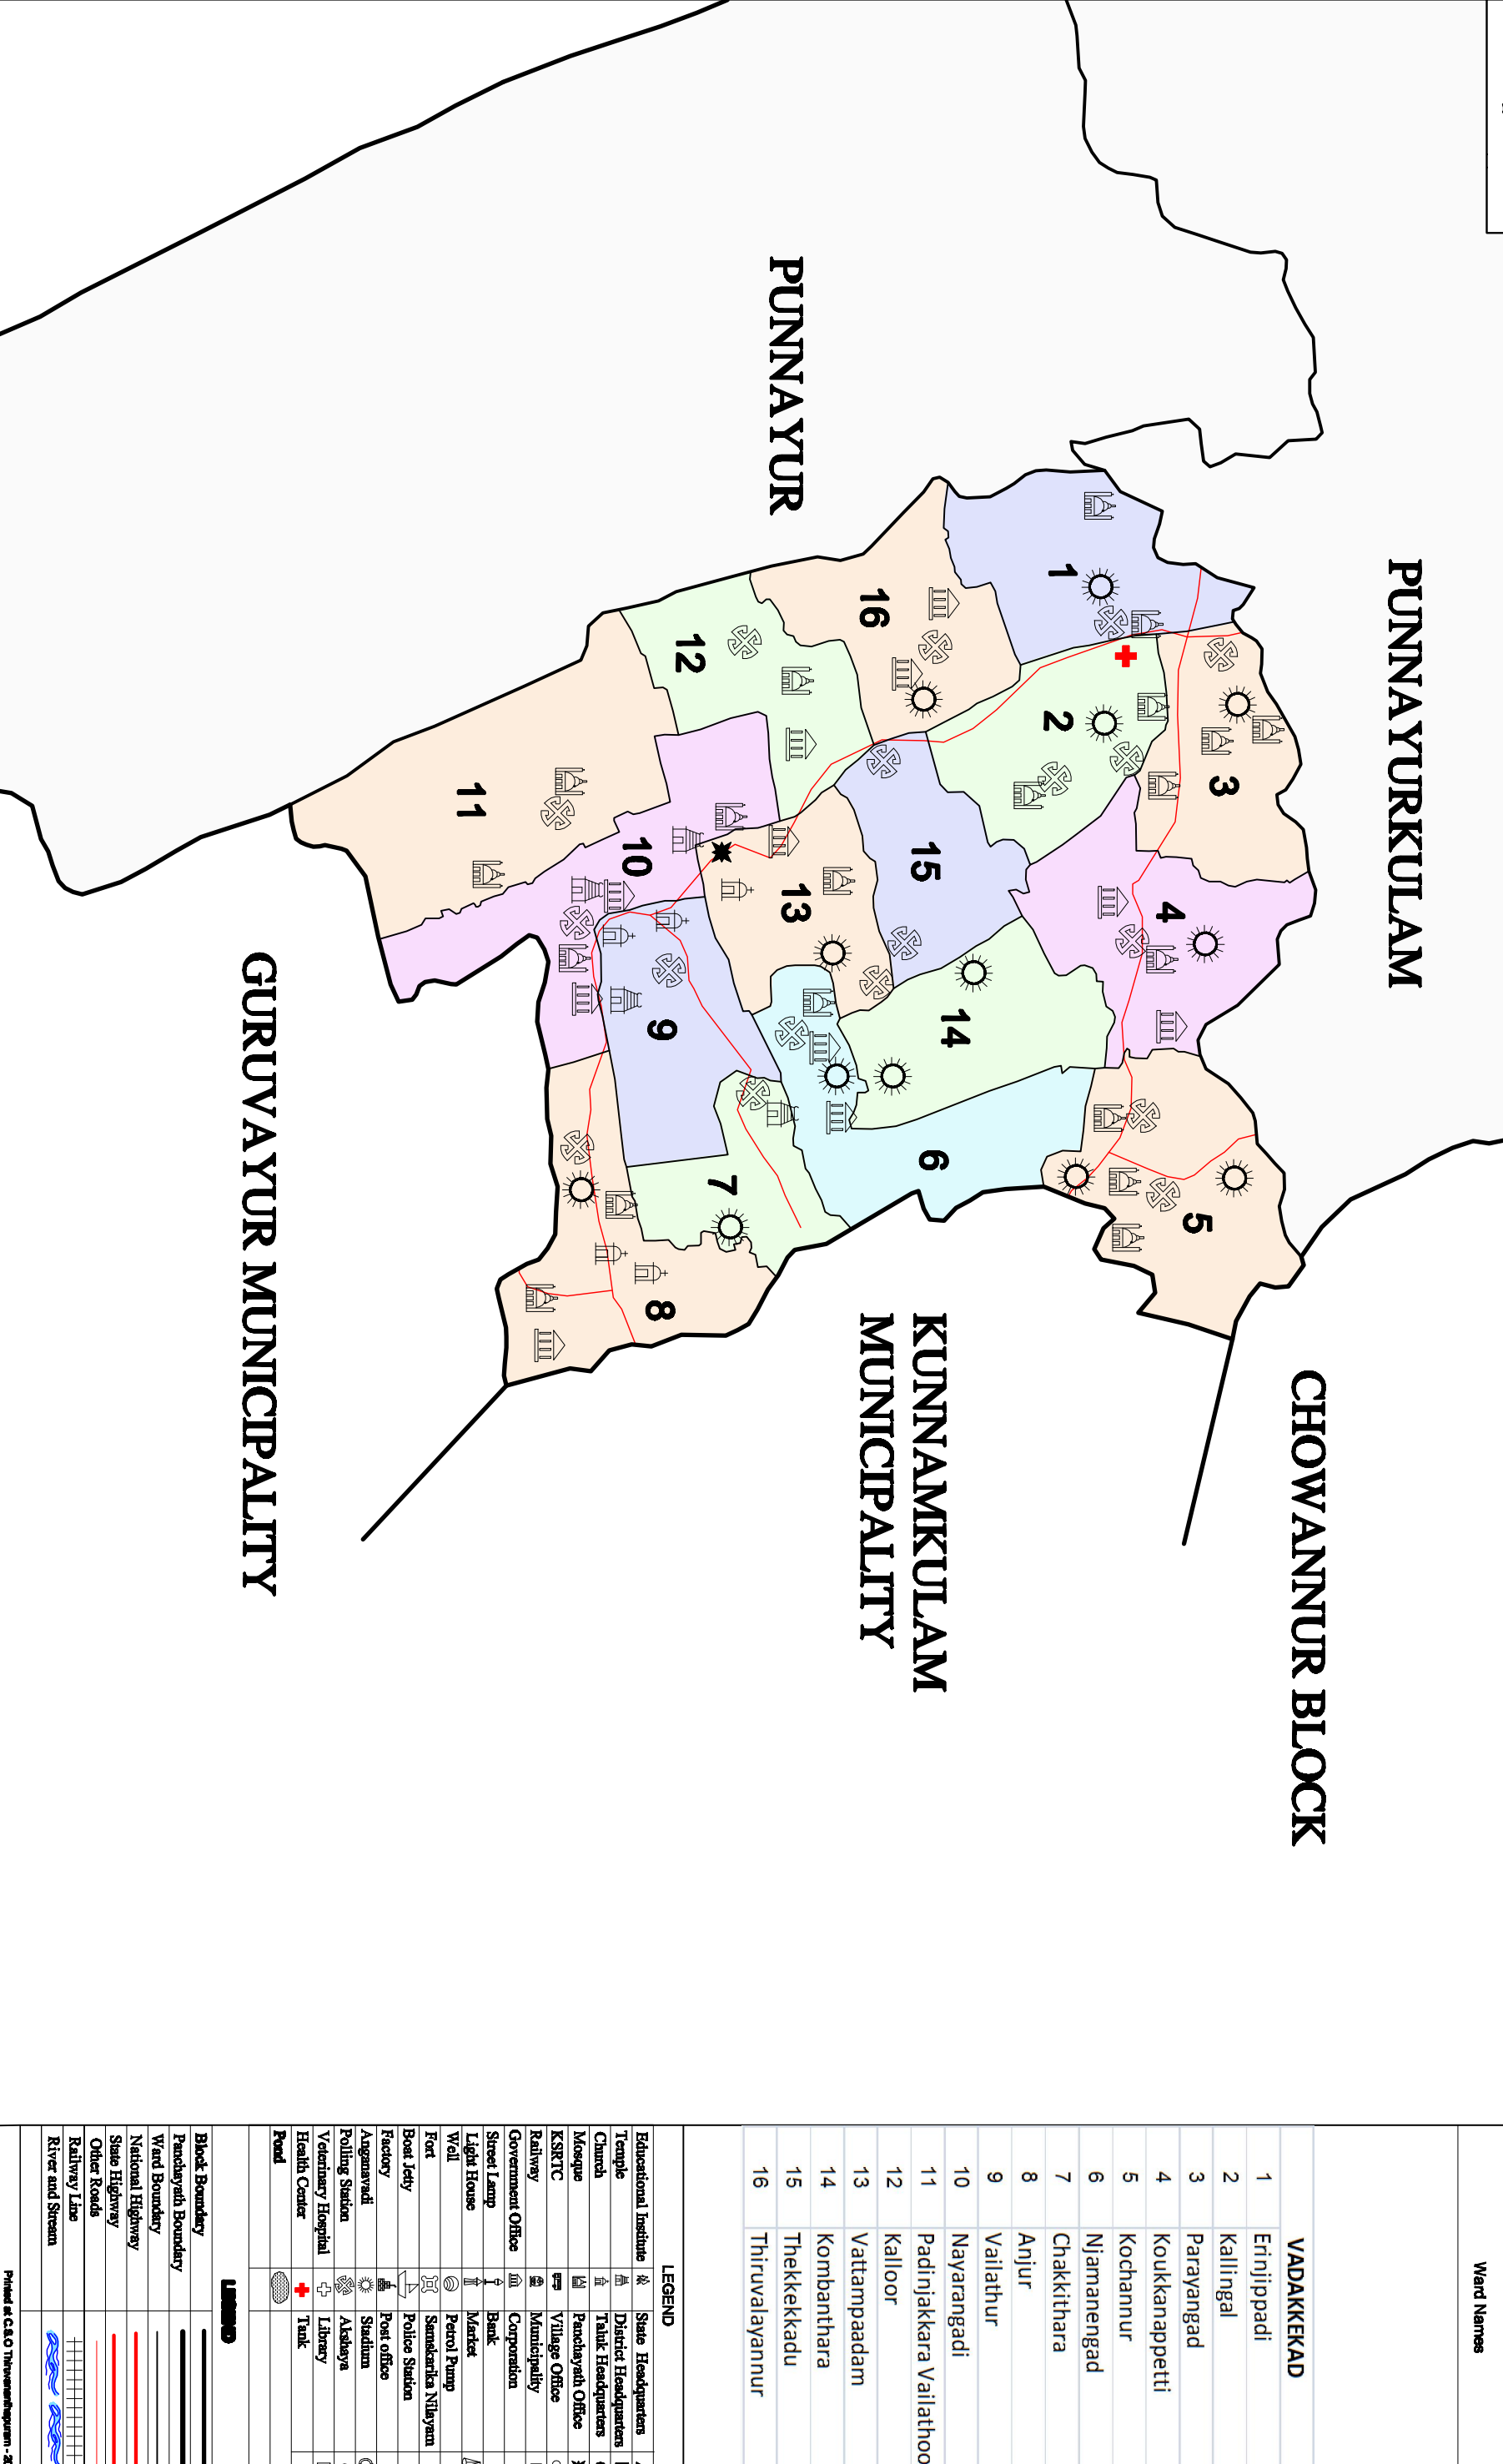 PUNNAYURKULAM
PUNNAYUR
CHOWANNUR BLOCK
KUNNAMKULAM
MUNICIPALITY
GURUVAYUR MUNICIPALITY
1
2
3
4
5
6
7
8
9
10
11
12
13
14
15
16
Ward Names
VADAKKEKAD
1 Erinjippadi
2 Kallingal
3 Parayangad
4 Koukkanappetti
5 Kochannur
6 Njamanengad
7 Chakkithara
8 Anjur
9 Vailathur
10 Nayarangadi
11 Padinjakkara Vailathoo
12 Kalloor
13 Vattampaadam
14 Kombanthara
15 Thekkekkadu
16 Thiruvalayannur
LEGEND
Educational Institute State Headquarters
Temple District Headquarters
Church Taluk Headquarters
Mosque Panchayath Office
KSRTC Village Office
Railway Municipality
Government Office Corporation
Street Lamp Bank
Light House Market
Well Petrol Pump
Fort Samskarika Nilayam
Boat Jetty Police Station
Factory Post office
Anganavadi Stadium
Polling Station Akshaya
Veterinary Hospital Library
Health Center Tank
Pond
LEGEND
Block Boundary
Panchayath Boundary
Ward Boundary
National Highway
State Highway
Other Roads
Railway Line
River and Stream
Printed at C.S.O Thiruvananthapuram - 20